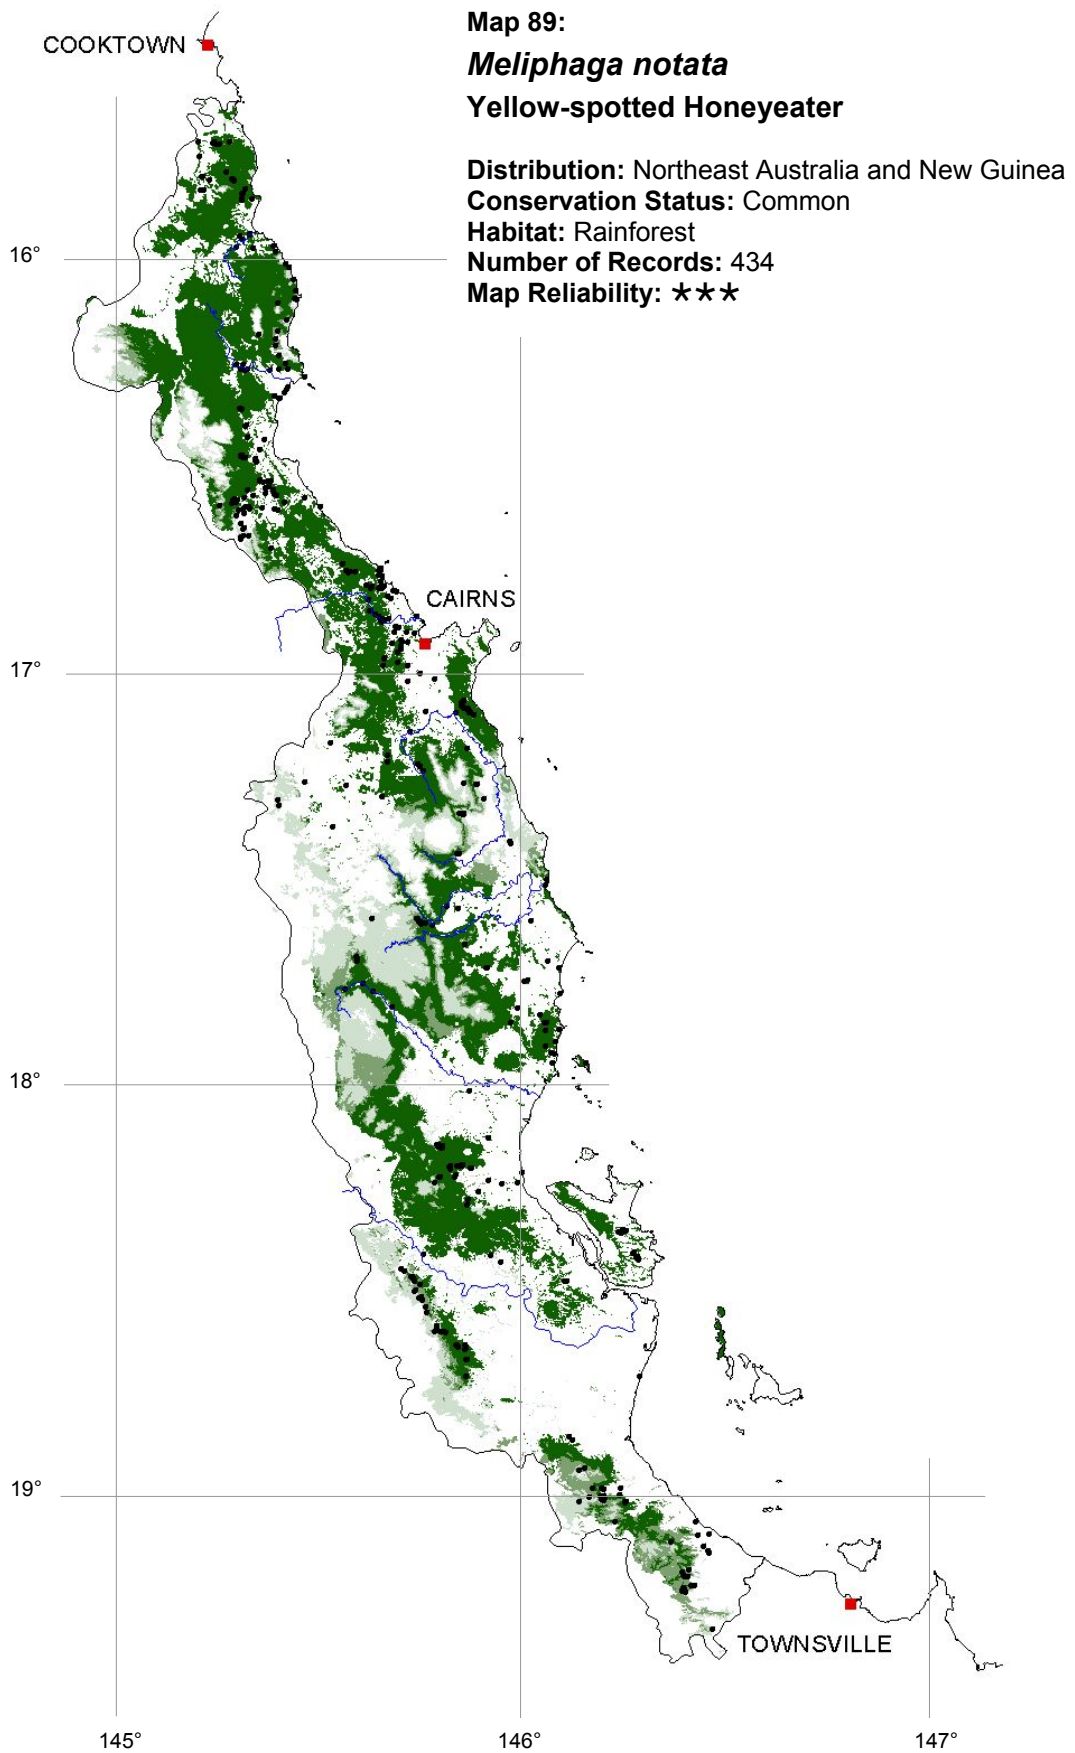 Map 89:
COOKTOWN
Meliphaga notata
Yellow-spotted Honeyeater
Distribution: Northeast Australia and New Guinea
Conservation Status: Common
Habitat: Rainforest
Number of Records: 434
Map Reliability: ***
16°
CAIRNS
17°
18°
19°
TOWNSVILLE
145° 146° 147°